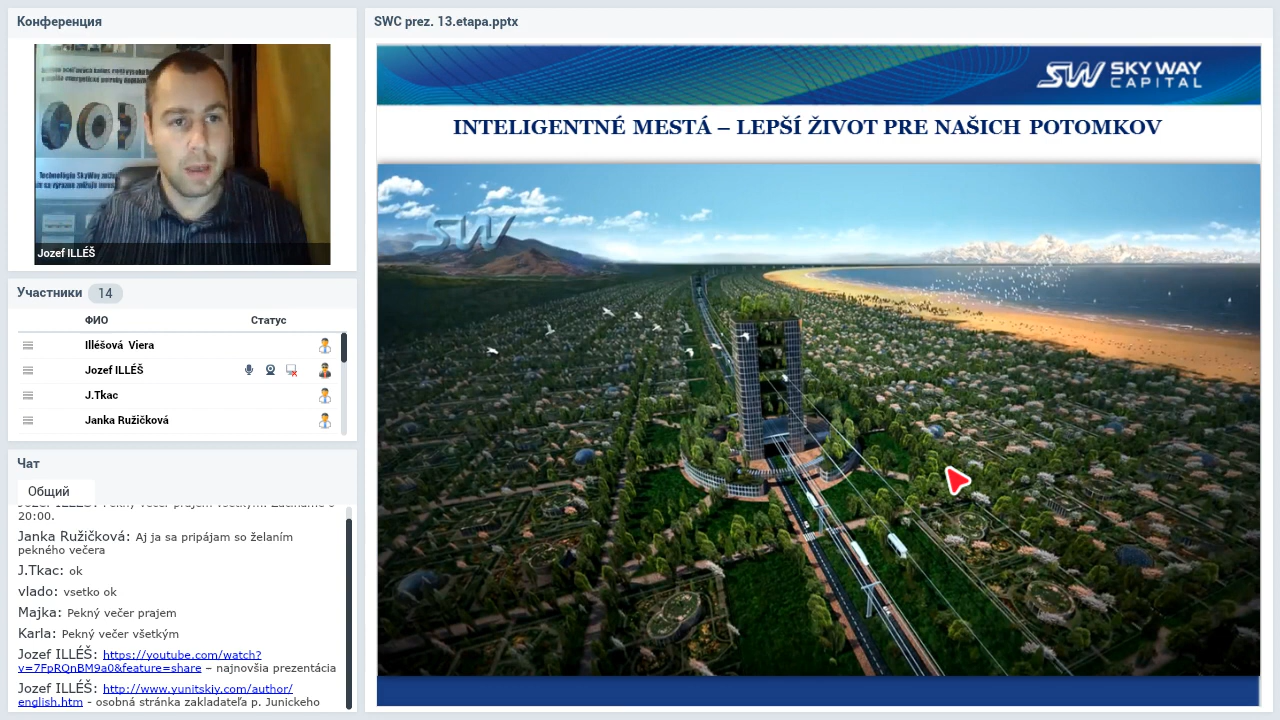 Конференция
Jozef ILLÉŠ
Участники 14
ФИО Статус
Illéšová Viera
Jozef ILLÉŠ
J.Tkac
Janka Ružičková
Чат
Общий
20:00.
Janka Ružičková: Aj ja sa pripájam so želaním
pekného večera
J.Tkac: ok
vlado: vsetko ok
Majka: Pekný večer prajem
Karla: Pekný večer všetkým
Jozef ILLÉŠ: https://youtube.com/watch?
v=7FpRQnBM9a0&feature=share – najnovšia prezentácia
Jozef ILLÉŠ: http://www.yunitskiy.com/author/
english.htm - osobná stránka zakladateľa p. Junickeho
SWC prez. 13.etapa.pptx
SW SKY WAY
CAPITAL
INTELIGENTNÉ MESTÁ – LEPŠÍ ŽIVOT PRE NAŠICH POTOMKOV
SW